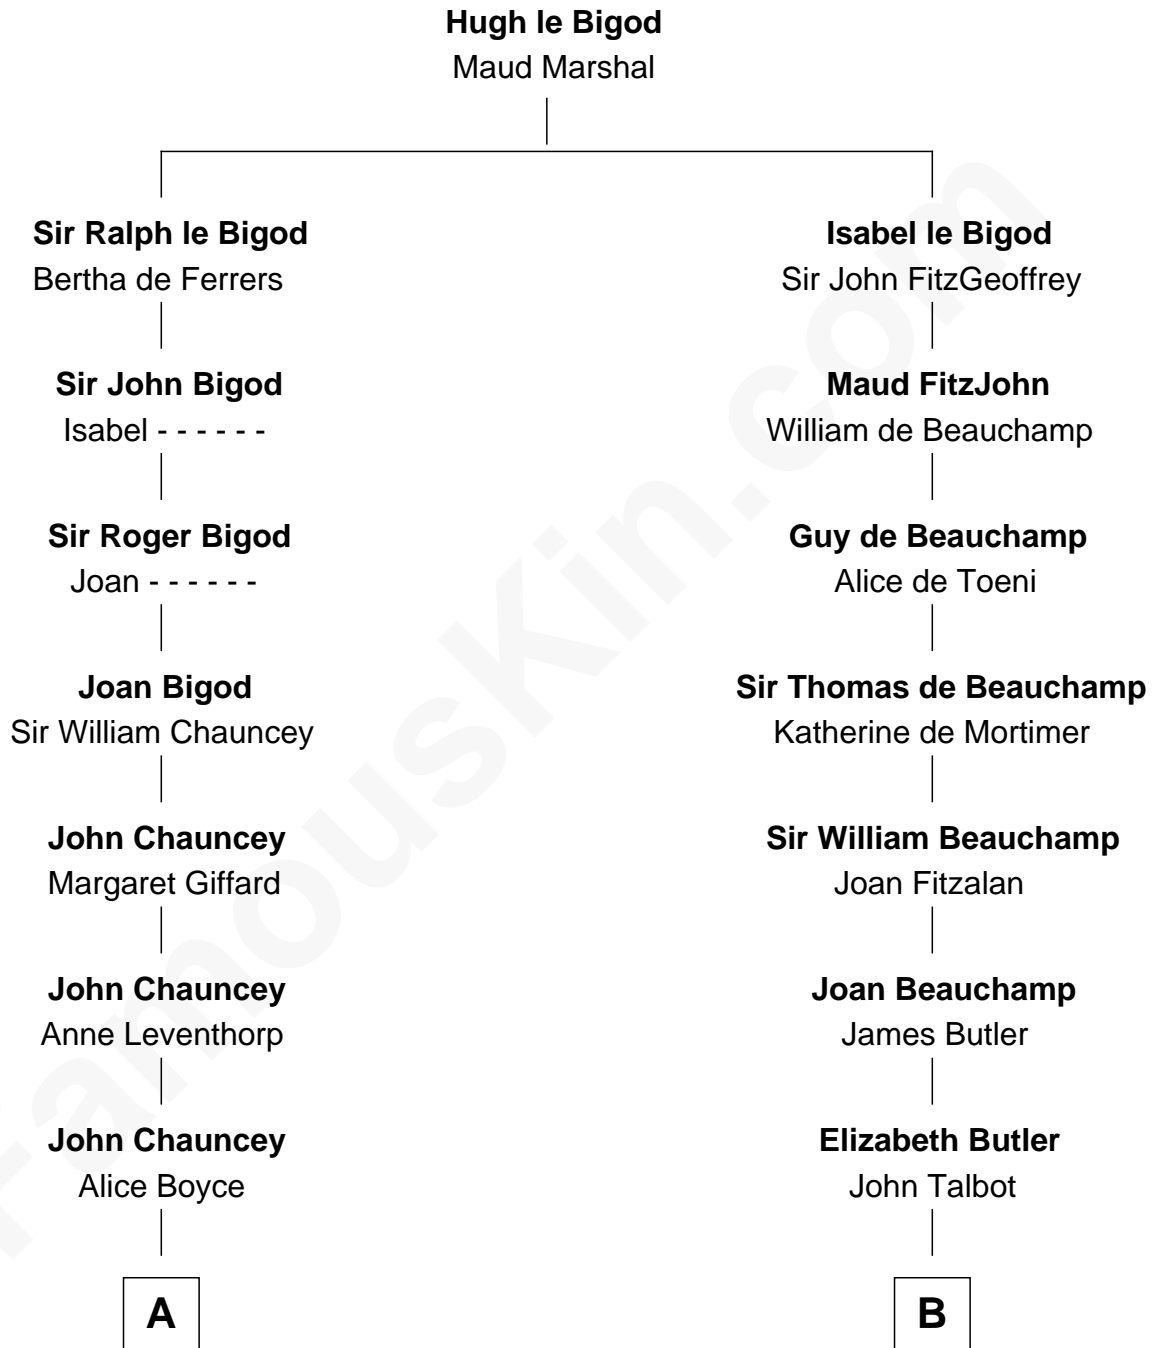 Hugh le Bigod
Maud Marshal
Sir Ralph le Bigod
Bertha de Ferrers
Sir John Bigod
Isabel - - - - - -
Sir Roger Bigod
Joan - - - - - -
Joan Bigod
Sir William Chauncey
John Chauncey
Margaret Giffard
John Chauncey
Anne Leventhorp
John Chauncey
Alice Boyce
A
Isabel le Bigod
Sir John FitzGeoffrey
Maud FitzJohn
William de Beauchamp
Guy de Beauchamp
Alice de Toeni
Sir Thomas de Beauchamp
Katherine de Mortimer
Sir William Beauchamp
Joan Fitzalan
Joan Beauchamp
James Butler
Elizabeth Butler
John Talbot
B
FamousKin.com